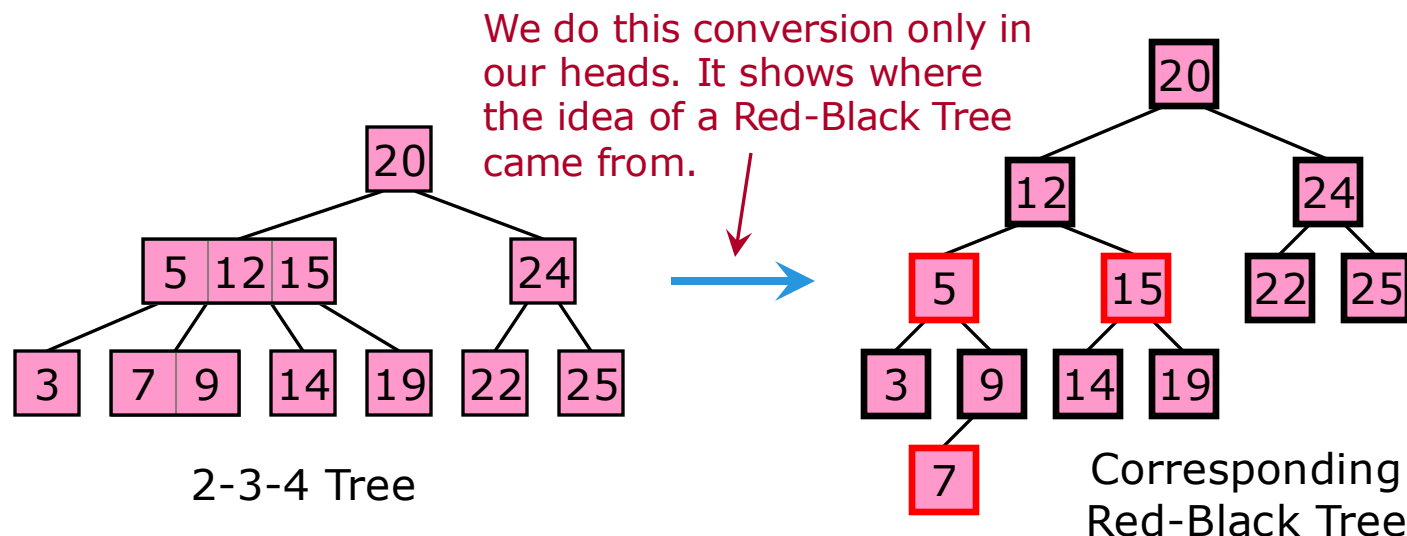 We do this conversion only in
our heads. It shows where
the idea of a Red-Black Tree
came from.
20
5 12 15
24
3
7 9
14
19
22
25
2-3-4 Tree
20
12
24
5
15
22
25
3
9
14
19
7
Corresponding
Red-Black Tree